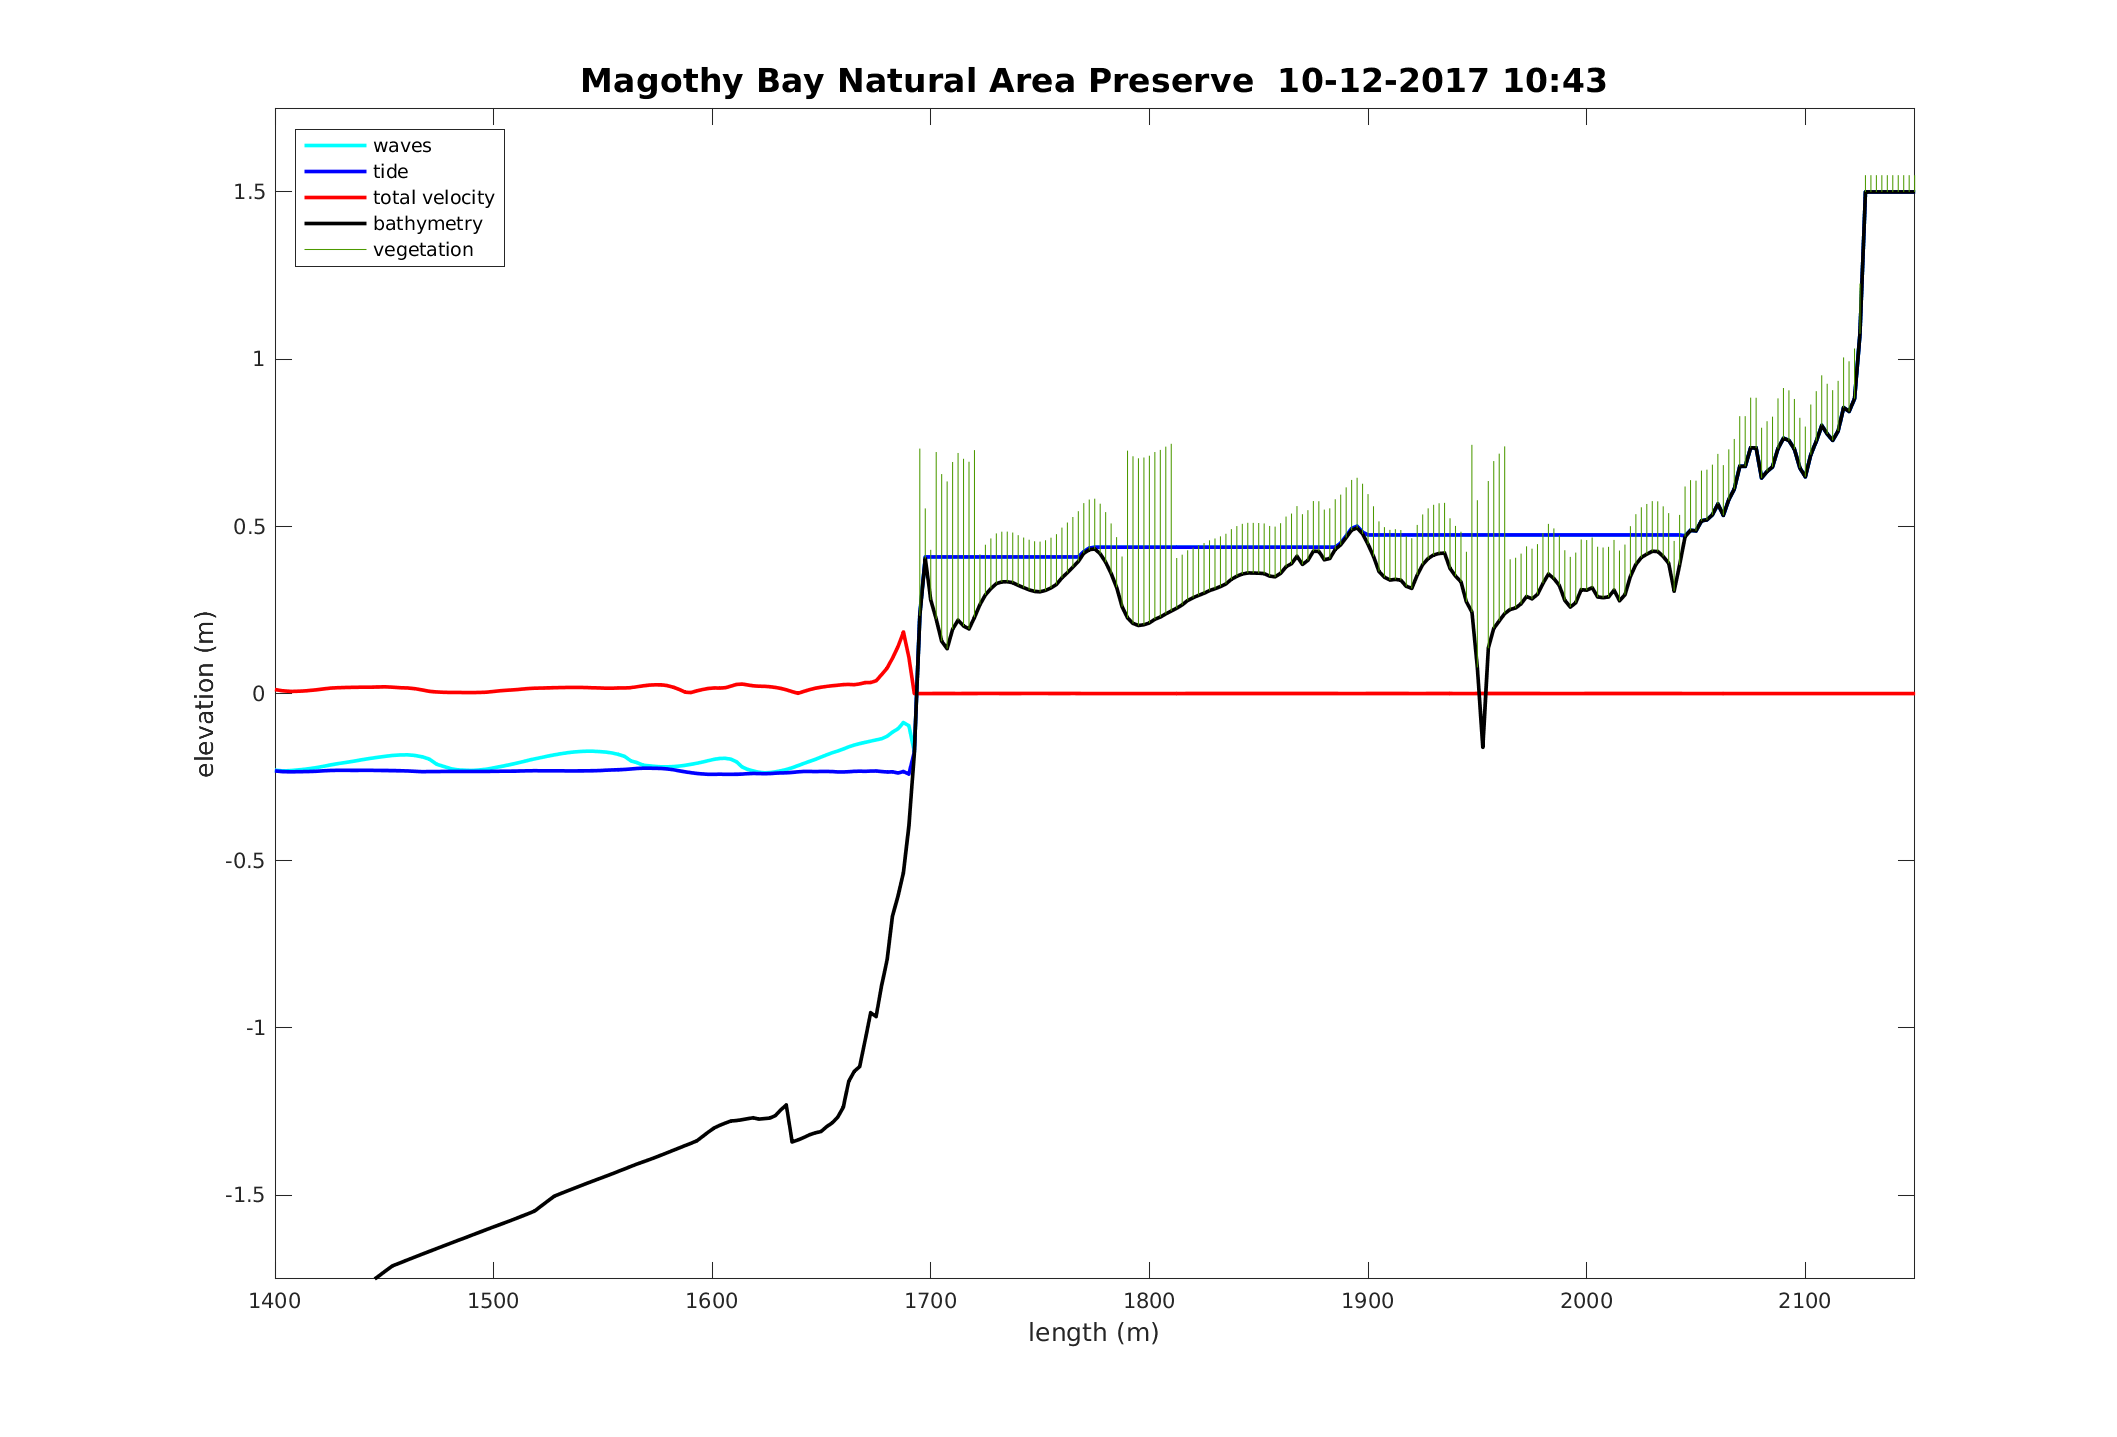 Magothy Bay Natural Area Preserve  10-12-2017 10:43
waves
tide
total velocity
bathymetry
vegetation
1.5
1
0.5
0
-0.5
-1
-1.5
elevation (m)
1400 1500 1600 1700 1800 1900 2000 2100
length (m)